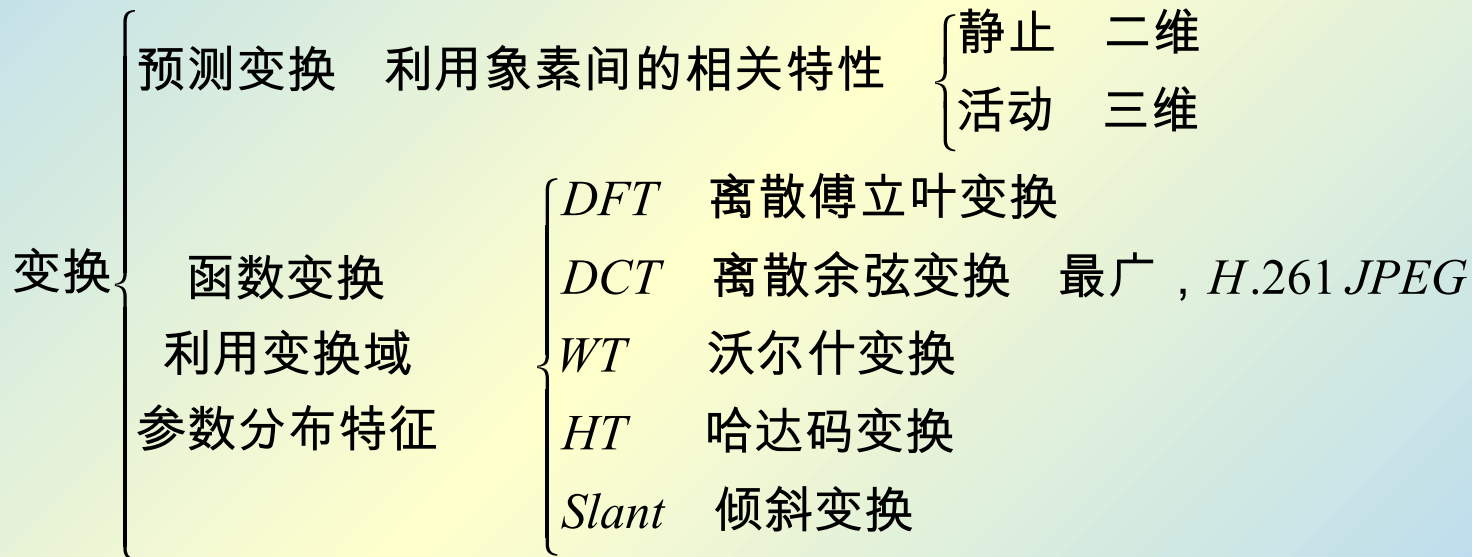 变换
预测变换 利用象素间的相关特性
静止 二维
活动 三维
函数变换
利用变换域
参数分布特征
DFT 离散傅立叶变换
DCT 离散余弦变换 最广，H.261 JPEG
WT 沃尔什变换
HT 哈达码变换
Slant 倾斜变换